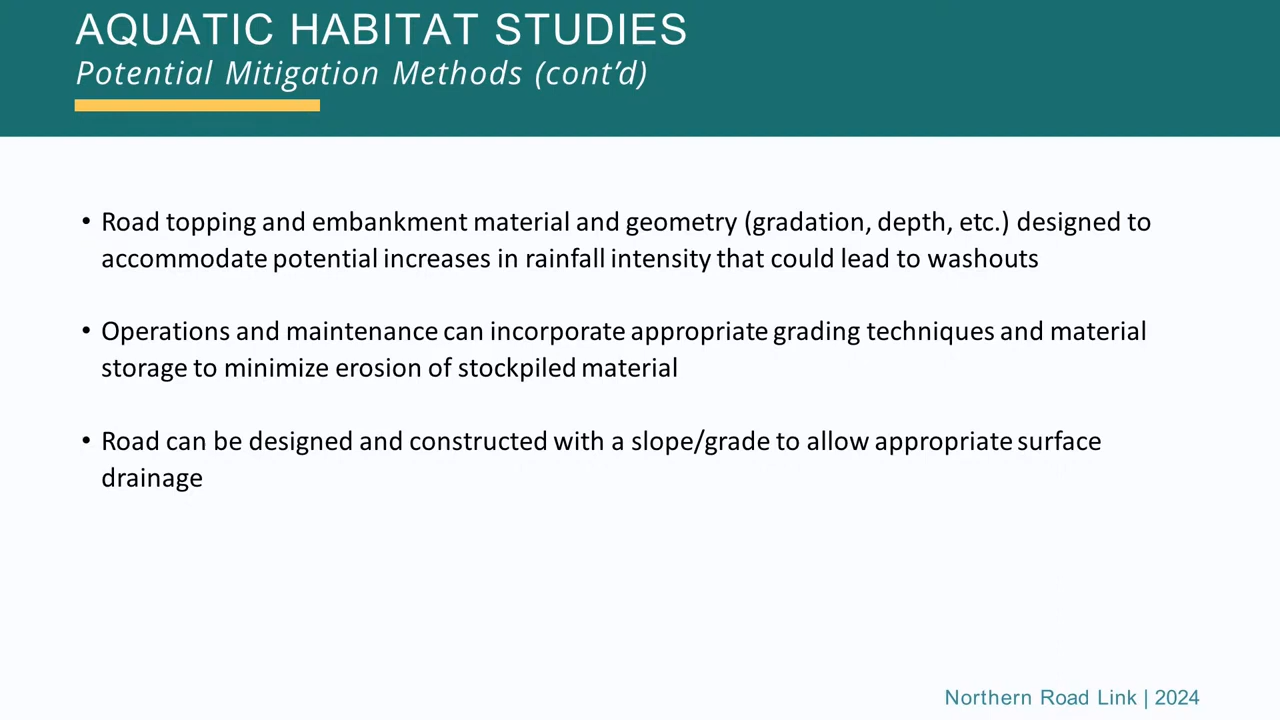 AQUATIC HABITAT STUDIES
Potential Mitigation Methods (cont’d)
• Road topping and embankment material and geometry (gradation, depth, etc.) designed to
accommodate potential increases in rainfall intensity that could lead to washouts
• Operations and maintenance can incorporate appropriate grading techniques and material
storage to minimize erosion of stockpiled material
• Road can be designed and constructed with a slope/grade to allow appropriate surface
drainage
Northern Road Link | 2024